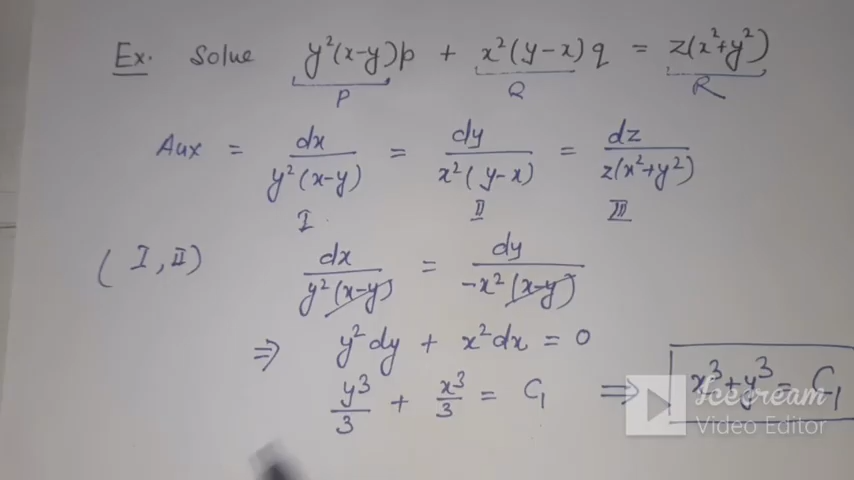 Ex. Solve y²(x-y)p + x²(y-x)q = z(x²+y²)
P Q R
Aux = dx/y²(x-y) = dy/x²(y-x) = dz/z(x²+y²)
I II III
(I, II) dx/y²(x-y) = dy/-x²(x-y)
⇒ y²dy + x²dx = 0
y³/3 + x³/3 = C₁ ⇒ x³+y³ = C₁
Icecream
Video Editor